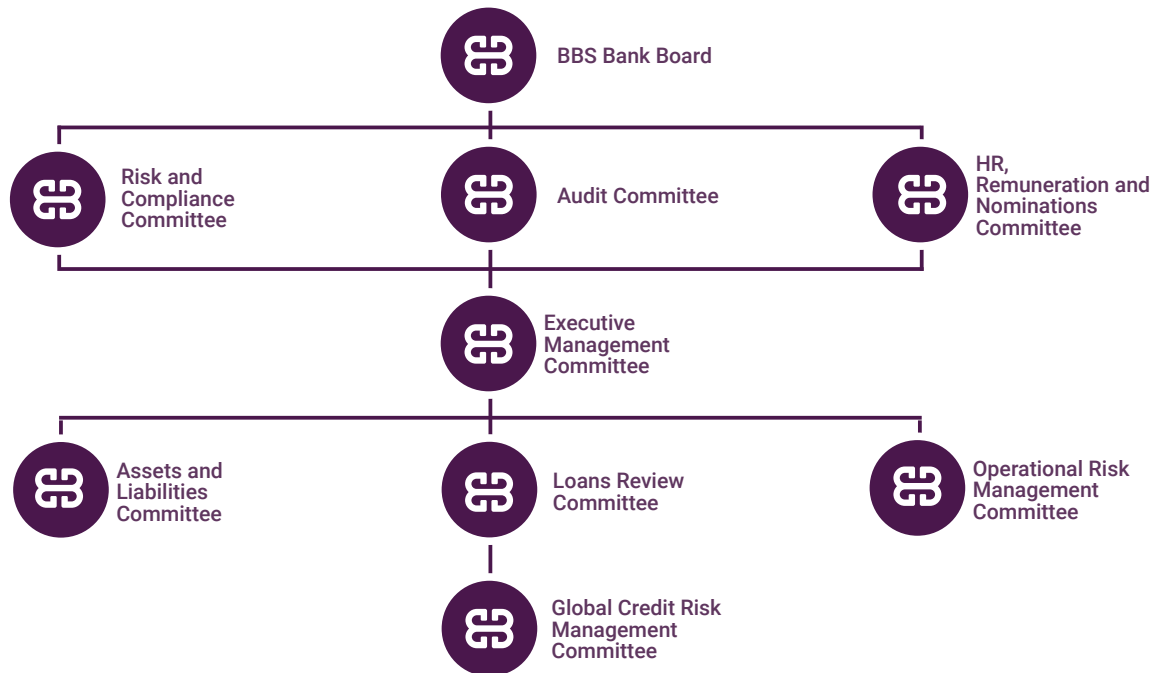 BBS Bank Board
Risk and
Compliance
Committee
Audit Committee
HR,
Remuneration and
Nominations
Committee
Executive
Management
Committee
Assets and
Liabilities
Committee
Loans Review
Committee
Operational Risk
Management
Committee
Global Credit Risk
Management
Committee